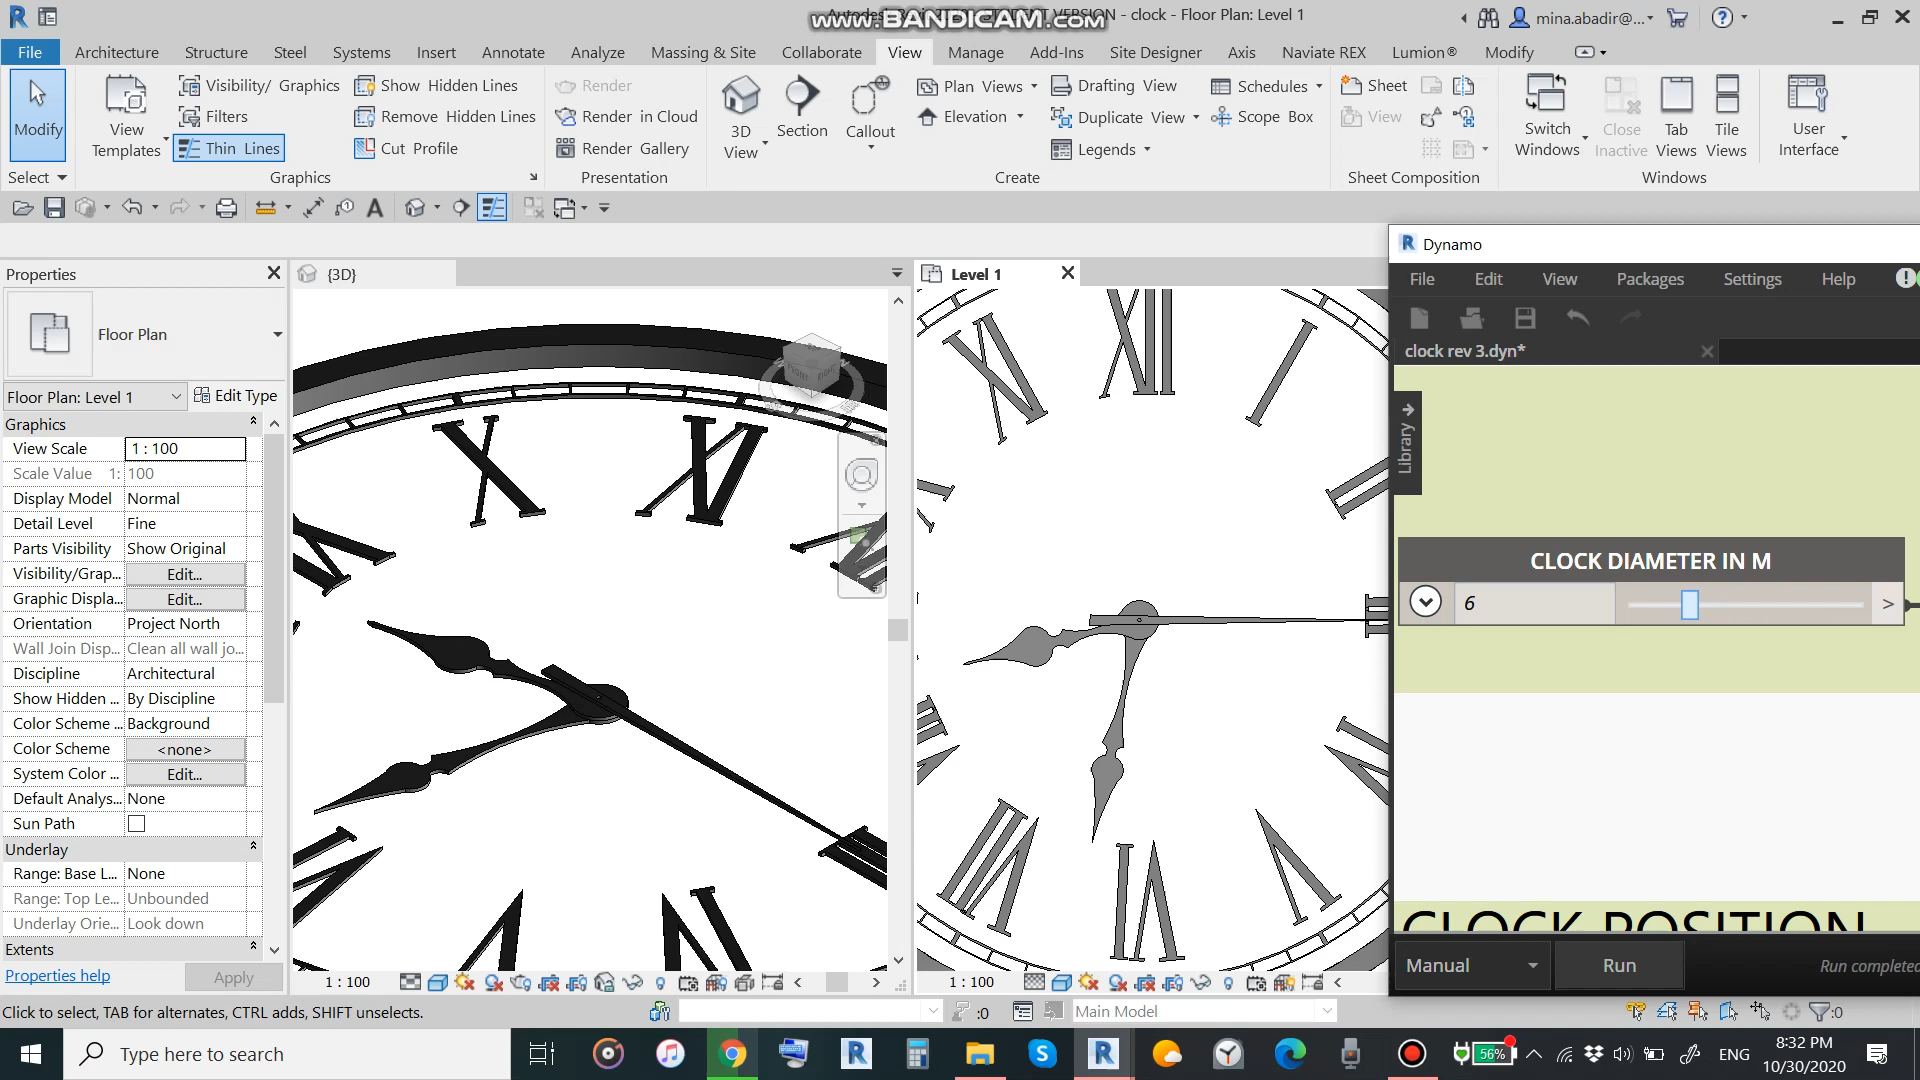 www.BANDICAM.com
- clock - Floor Plan: Level 1
mina.abadir@...
File
Architecture
Structure
Steel
Systems
Insert
Annotate
Analyze
Massing & Site
Collaborate
View
Manage
Add-Ins
Site Designer
Axis
Naviate REX
Lumion®
Modify
Modify
View Templates
Visibility/ Graphics
Filters
Thin Lines
Show Hidden Lines
Remove Hidden Lines
Cut Profile
Render
Render in Cloud
Render Gallery
3D View
Section
Callout
Plan Views
Elevation
Drafting View
Duplicate View
Legends
Schedules
Scope Box
Sheet
View
Switch Windows
Close Inactive
Tab Views
Tile Views
User Interface
Select
Graphics
Presentation
Create
Sheet Composition
Windows
Properties
{3D}
Level 1
Floor Plan
Floor Plan: Level 1
Edit Type
Graphics
View Scale 1 : 100
Scale Value 1: 100
Display Model Normal
Detail Level Fine
Parts Visibility Show Original
Visibility/Grap... Edit...
Graphic Displa... Edit...
Orientation Project North
Wall Join Disp... Clean all wall jo...
Discipline Architectural
Show Hidden ... By Discipline
Color Scheme ... Background
Color Scheme <none>
System Color ... Edit...
Default Analys... None
Sun Path
Underlay
Range: Base L... None
Range: Top Le... Unbounded
Underlay Orie... Look down
Extents
Properties help
Apply
1 : 100
1 : 100
Dynamo
File Edit View Packages Settings Help
clock rev 3.dyn*
Library
CLOCK DIAMETER IN M
6
>
CLOCK POSITION
Manual
Run
Run completed
Click to select, TAB for alternates, CTRL adds, SHIFT unselects.
:0
Main Model
:0
Type here to search
56%
ENG
8:32 PM
10/30/2020